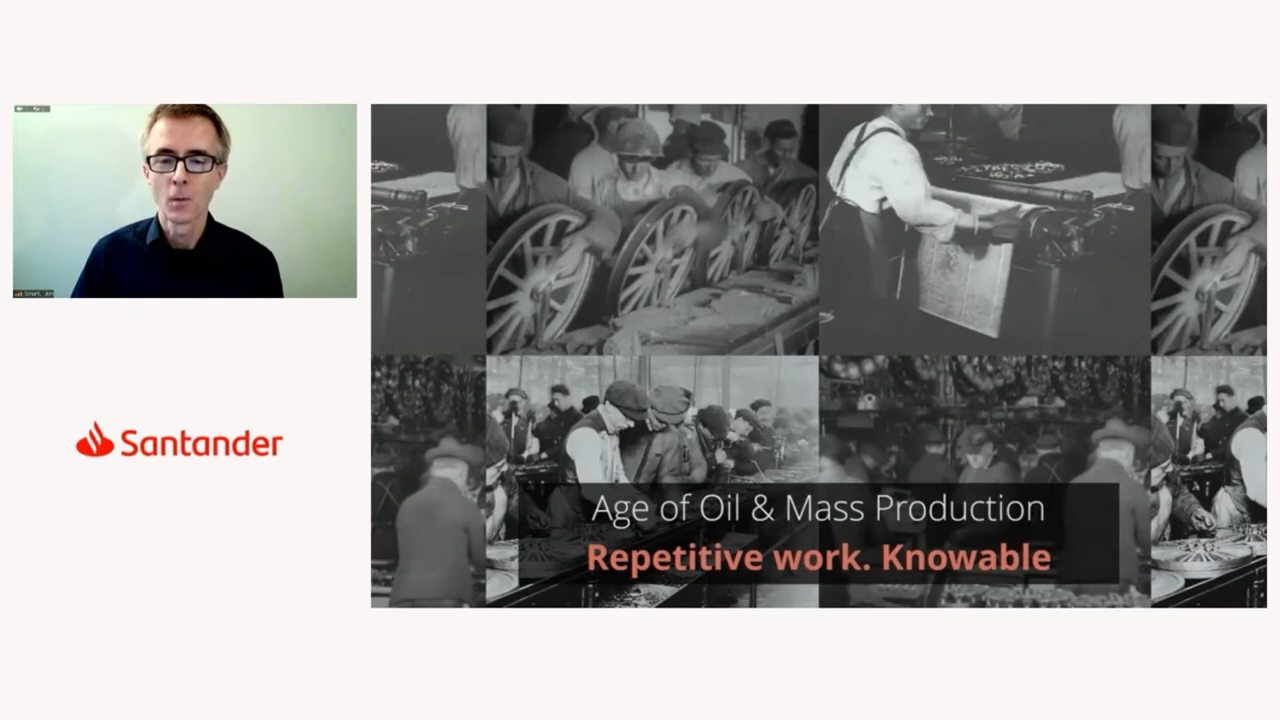 Santander
Age of Oil & Mass Production
Repetitive work. Knowable